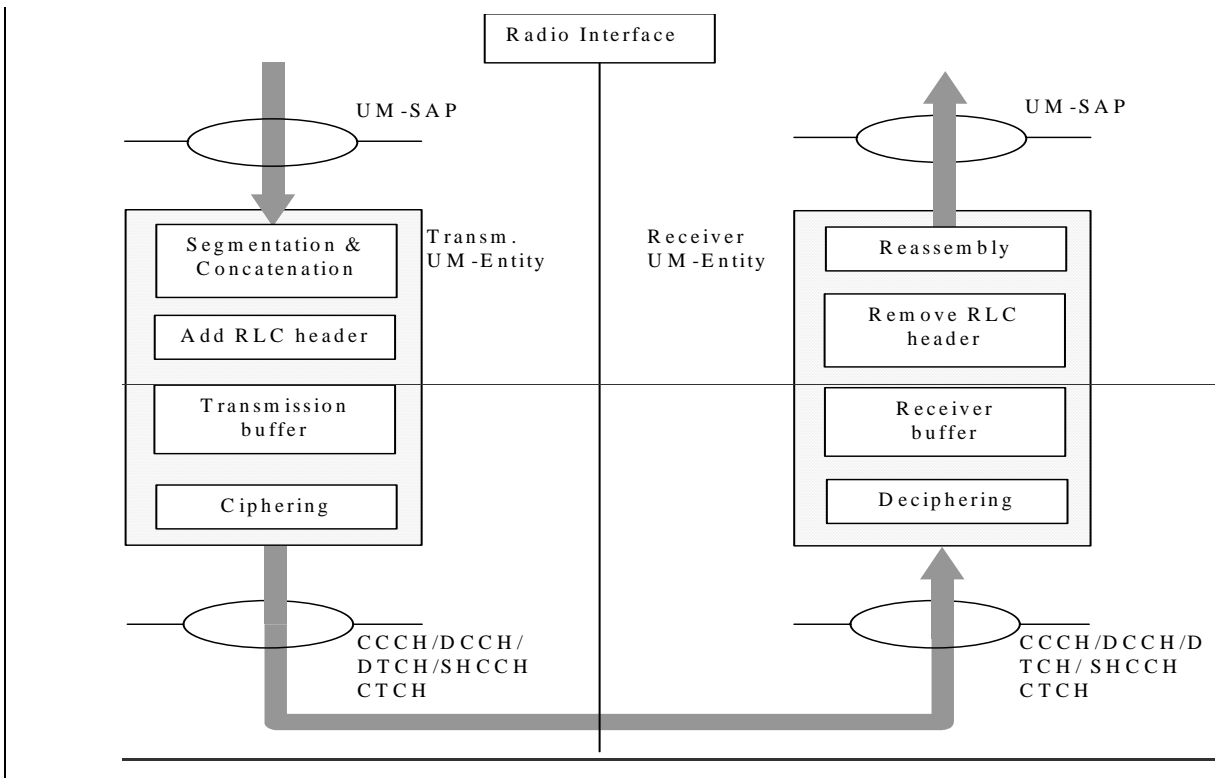 Radio Interface
UM-SAP
UM-SAP
Segmentation &
Concatenation
Transm.
UM-Entity
Receiver
UM-Entity
Reassembly
Add RLC header
Remove RLC
header
Transmission
buffer
Receiver
buffer
Ciphering
Deciphering
CCCH/DCCH/
DTCH/SHCCH
CTCH
CCCH/DCCH/D
TCH/ SHCCH
CTCH